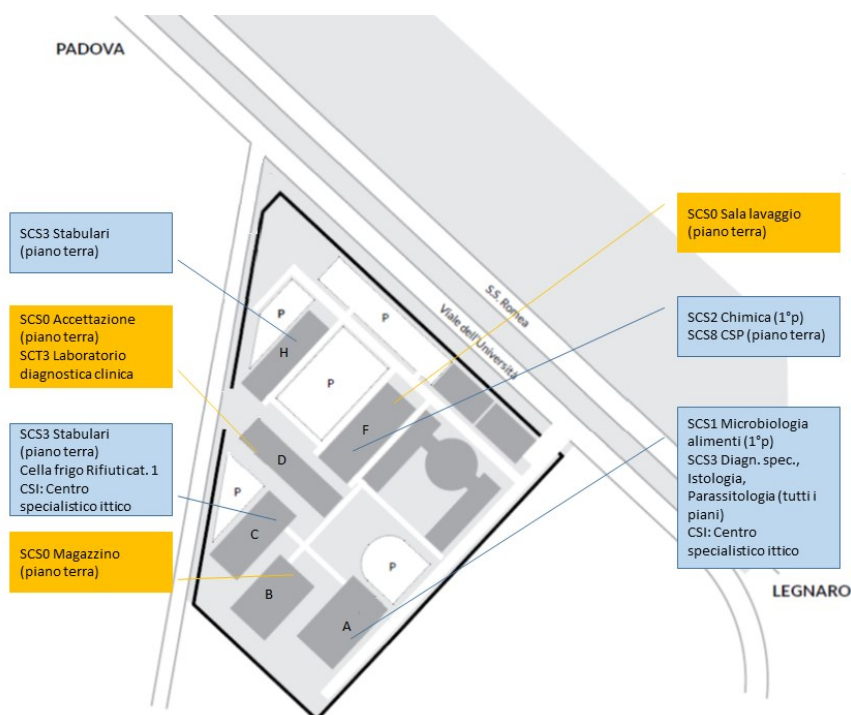 PADOVA
SCS3 Stabulari
(piano terra)
SCS0 Accettazione
(piano terra)
SCT3 Laboratorio
diagnostica clinica
SCS3 Stabulari
(piano terra)
Cella frigo Rifiuti cat. 1
CSI: Centro
specialistico ittico
SCS0 Magazzino
(piano terra)
P
P
H
P
F
D
P
C
P
B
A
S.S. Romea
Viale dell'Università
SCS0 Sala lavaggio
(piano terra)
SCS2 Chimica (1°p)
SCS8 CSP (piano terra)
SCS1 Microbiologia
alimenti (1°p)
SCS3 Diagn. spec.,
Istologia,
Parassitologia (tutti i
piani)
CSI: Centro
specialistico ittico
LEGNARO